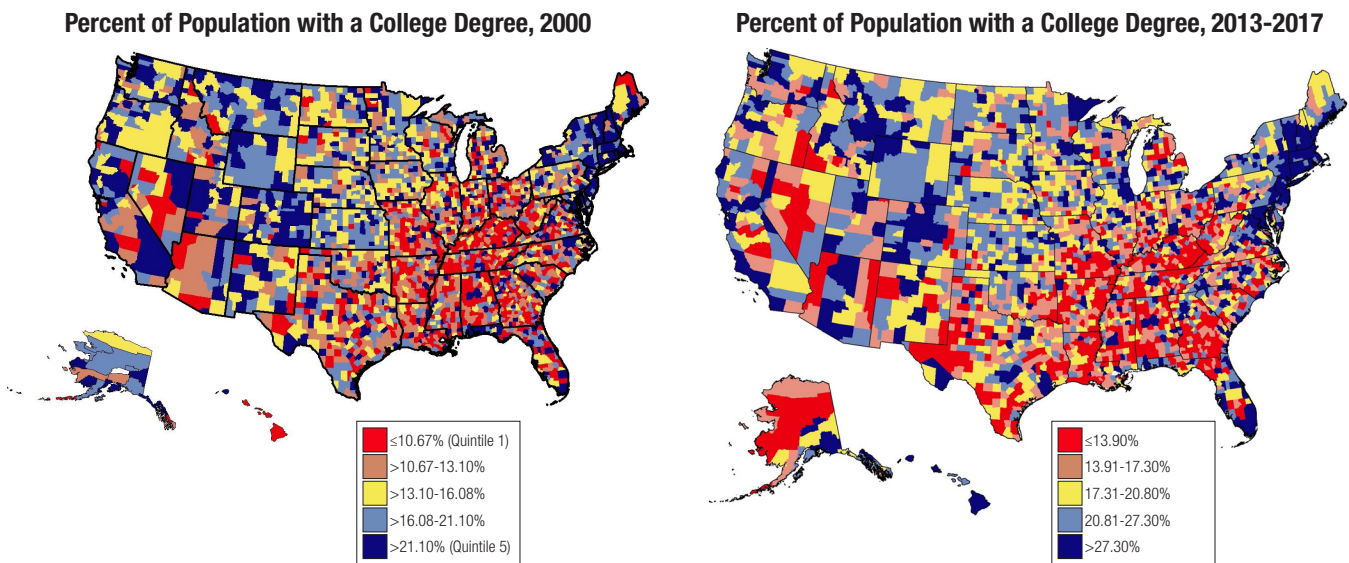 Percent of Population with a College Degree, 2000
≤10.67% (Quintile 1)
>10.67-13.10%
>13.10-16.08%
>16.08-21.10%
>21.10% (Quintile 5)
Percent of Population with a College Degree, 2013-2017
≤13.90%
13.91-17.30%
17.31-20.80%
20.81-27.30%
>27.30%